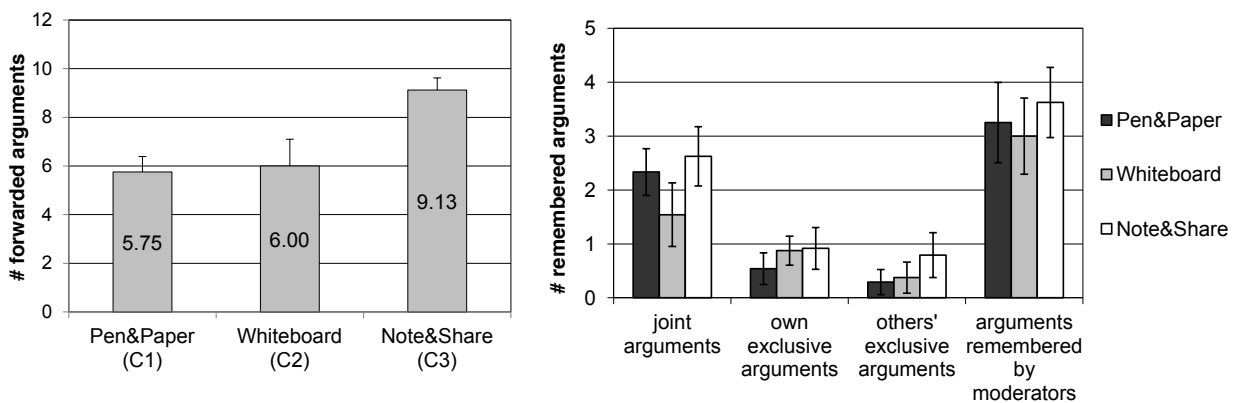 # forwarded arguments
12
10
8
6
4
2
0
5.75
6.00
9.13
Pen&Paper
(C1)
Whiteboard
(C2)
Note&Share
(C3)
# remembered arguments
5
4
3
2
1
0
joint
arguments
own
exclusive
arguments
others'
exclusive
arguments
arguments
remembered
by
moderators
Pen&Paper
Whiteboard
Note&Share